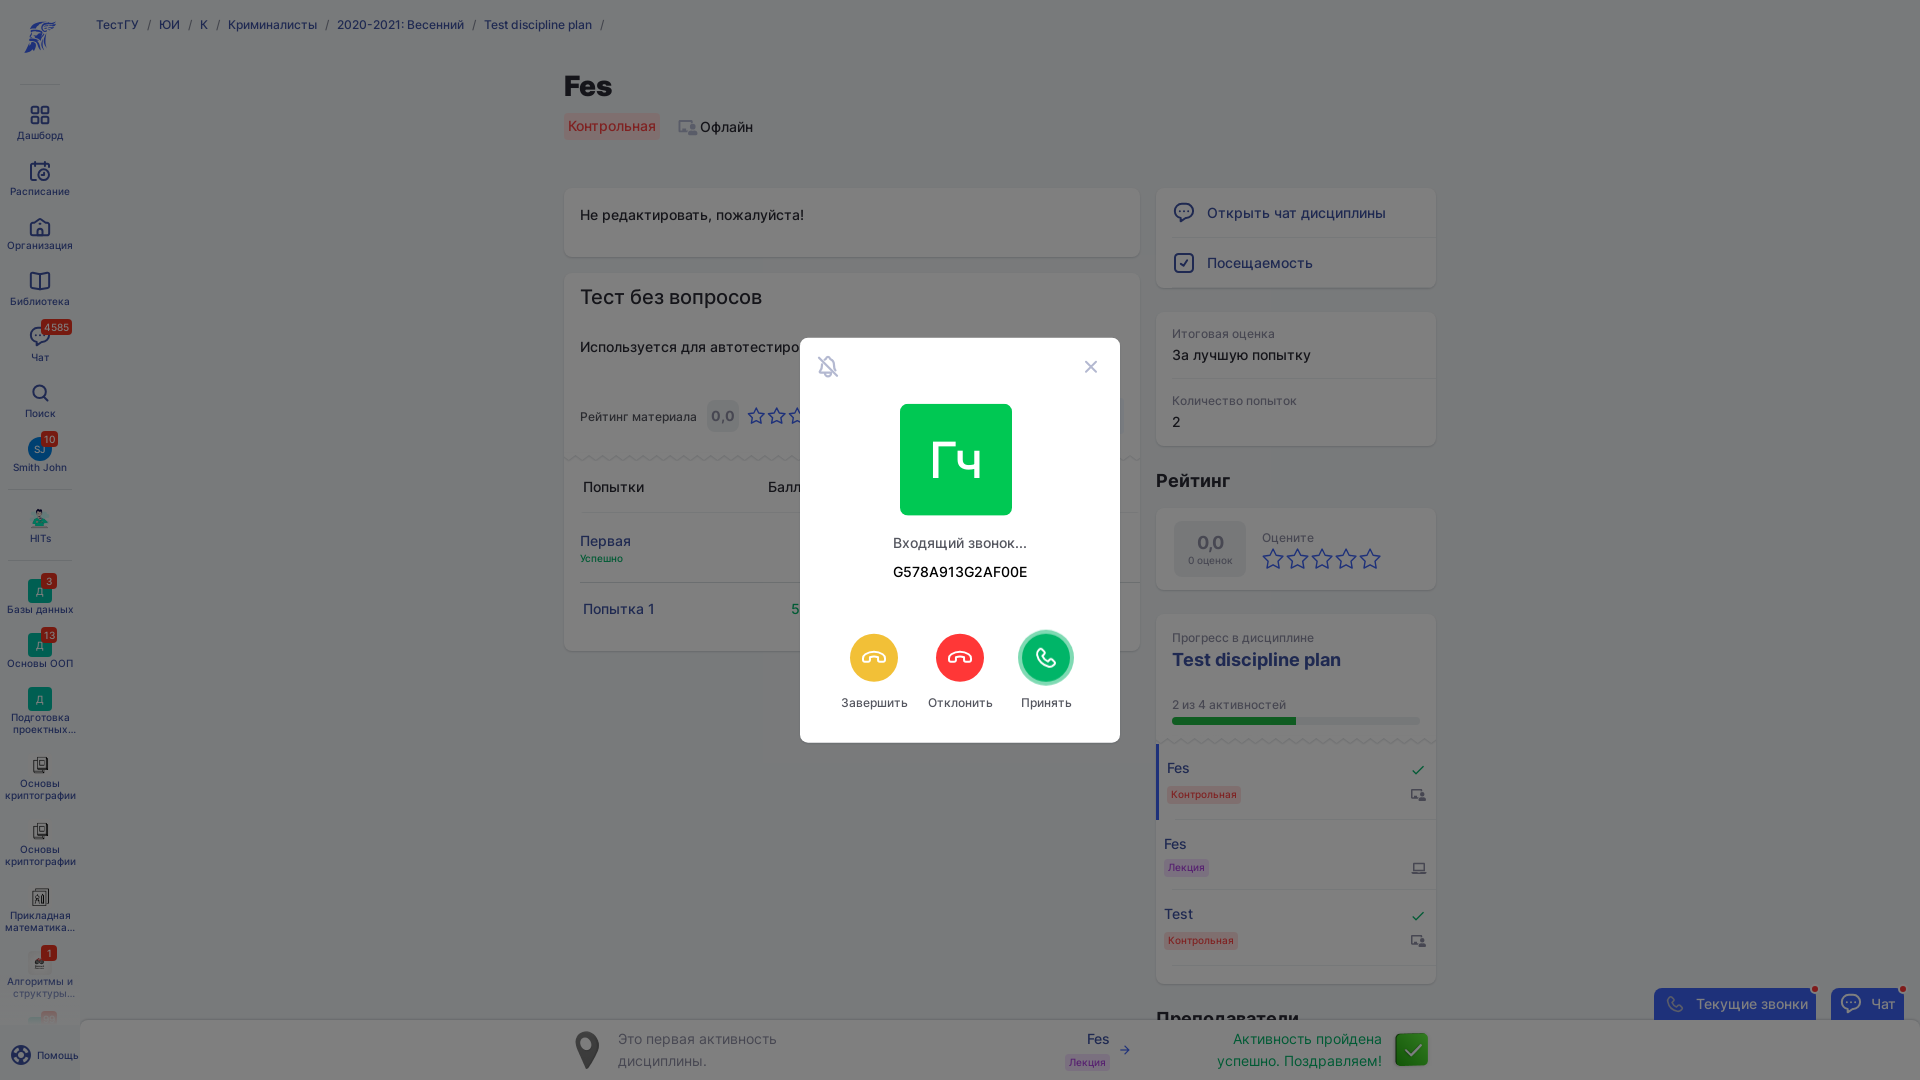 ТестГУ / ЮИ / К / Криминалисты / 2020-2021: Весенний / Test discipline plan /
Fes
Контрольная
Офлайн
Дашборд
Расписание
Организация
Библиотека
4585
Чат
Поиск
10
SJ
Smith John
HITs
3
Д
Базы данных
13
Д
Основы ООП
Д
Подготовка
проектных...
Основы
криптографии
Основы
криптографии
Прикладная
математика...
1
Алгоритмы и
структуры...
Помощь
Не редактировать, пожалуйста!
Тест без вопросов
Используется для автотестиро
Рейтинг материала 0,0
Попытки Балл
Первая
Успешно
Попытка 1 5
Гч
Входящий звонок...
G578A913G2AF00E
Завершить
Отклонить
Принять
Открыть чат дисциплины
Посещаемость
Итоговая оценка
За лучшую попытку
Количество попыток
2
Рейтинг
0,0
0 оценок
Оцените
Прогресс в дисциплине
Test discipline plan
2 из 4 активностей
Fes
Контрольная
Fes
Лекция
Test
Контрольная
Преподаватели
Текущие звонки
Чат
Это первая активность
дисциплины.
Fes
Лекция
Активность пройдена
успешно. Поздравляем!